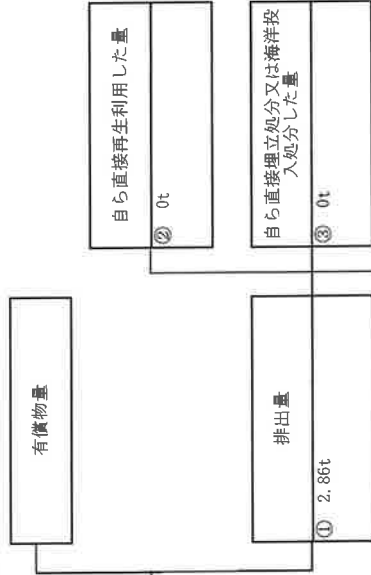 有償物量
排出量
① 2.86t
自ら直接再生利用した量
② 0t
自ら直接埋立処分又は海洋投
入処分した量
③ 0t